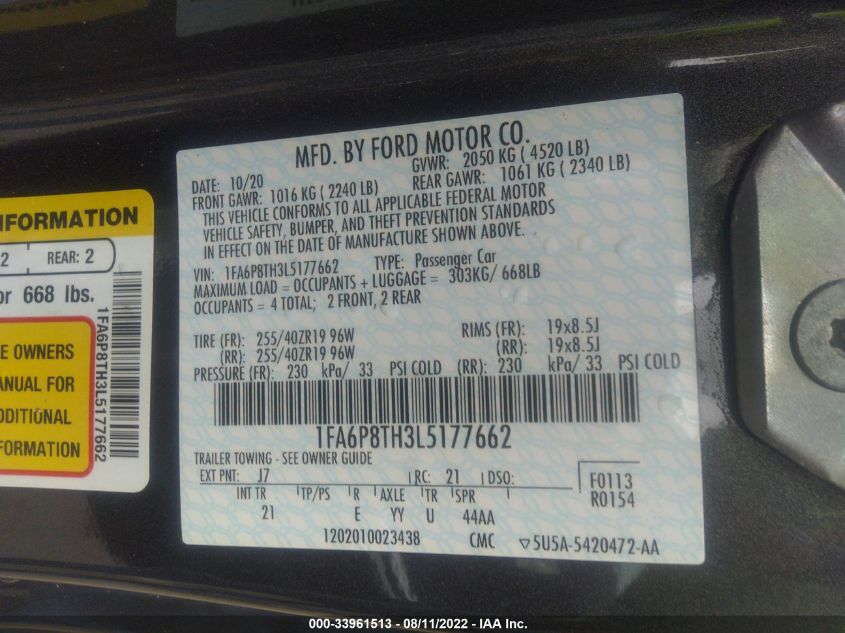 INFORMATION
2 REAR: 2
or 668 lbs.
E OWNERS
ANUAL FOR
DDITIONAL
1FA6P8TH3L5177662
MFD. BY FORD MOTOR CO.
DATE: 10/20 GVWR: 2050 KG ( 4520 LB)
FRONT GAWR: 1016 KG ( 2240 LB) REAR GAWR: 1061 KG ( 2340 LB)
THIS VEHICLE CONFORMS TO ALL APPLICABLE FEDERAL MOTOR
VEHICLE SAFETY, BUMPER, AND THEFT PREVENTION STANDARDS
IN EFFECT ON THE DATE OF MANUFACTURE SHOWN ABOVE.
VIN: 1FA6P8TH3L5177662 TYPE: Passenger Car
MAXIMUM LOAD = OCCUPANTS + LUGGAGE = 303KG/ 668LB
OCCUPANTS = 4 TOTAL; 2 FRONT, 2 REAR
TIRE (FR): 255/40ZR19 96W RIMS (FR): 19x8.5J
(RR): 255/40ZR19 96W (RR): 19x8.5J
PRESSURE (FR): 230 kPa/ 33 PSI COLD (RR): 230 kPa/ 33 PSI COLD
1FA6P8TH3L5177662
TRAILER TOWING - SEE OWNER GUIDE
EXT PNT: J7 RC: 21 DSO: F0113
INT TR TP/PS R AXLE TR SPR R0154
21 E YY U 44AA
1202010023438 CMC ▽5U5A-5420472-AA
000-33961513 - 08/11/2022 - IAA Inc.